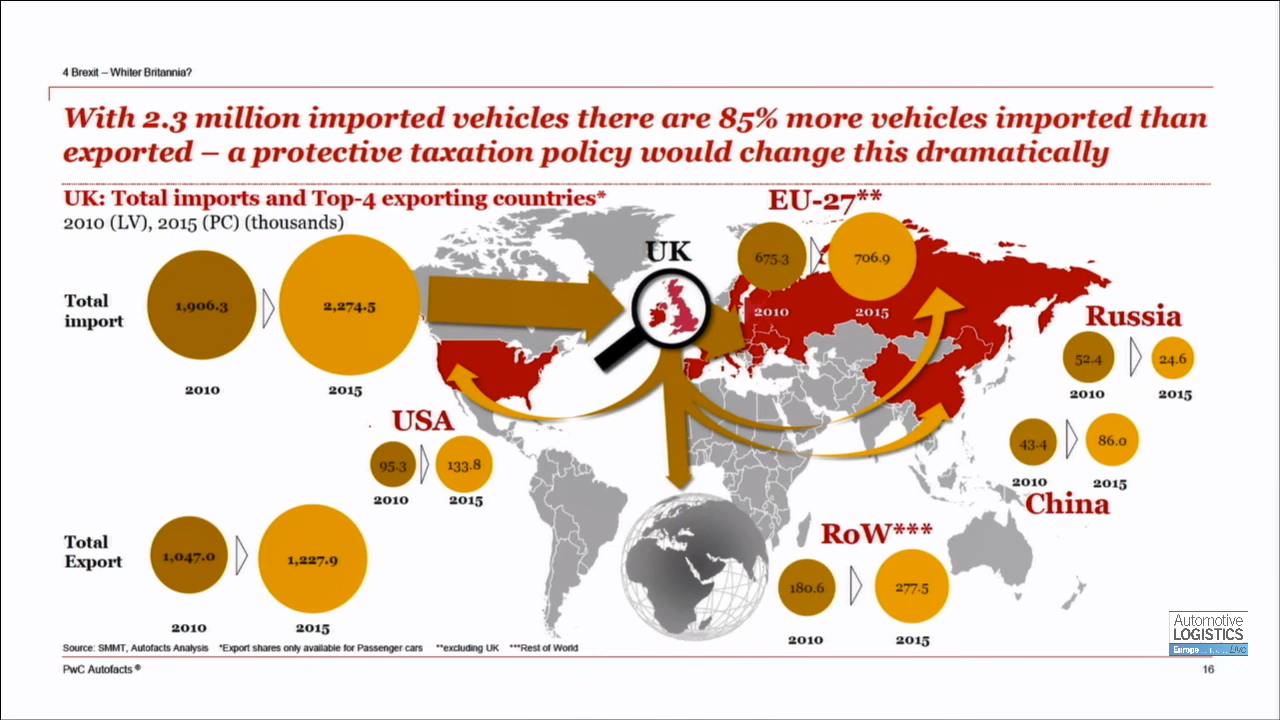 4 Brexit – Whiter Britannia?
With 2.3 million imported vehicles there are 85% more vehicles imported than
exported – a protective taxation policy would change this dramatically
UK: Total imports and Top-4 exporting countries*
2010 (LV), 2015 (PC) (thousands)
EU-27**
675.3
706.9
2010
2015
UK
Total
import
1,906.3
2,274.5
2010
2015
Russia
52.4
24.6
2010
2015
USA
95.3
133.8
2010
2015
43.4
86.0
2010
2015
China
Total
Export
1,047.0
1,227.9
2010
2015
RoW***
180.6
277.5
2010
2015
Source: SMMT, Autofacts Analysis *Export shares only available for Passenger cars **excluding UK ***Rest of World
PwC Autofacts ®
16
Automotive
LOGISTICS
Europe Live